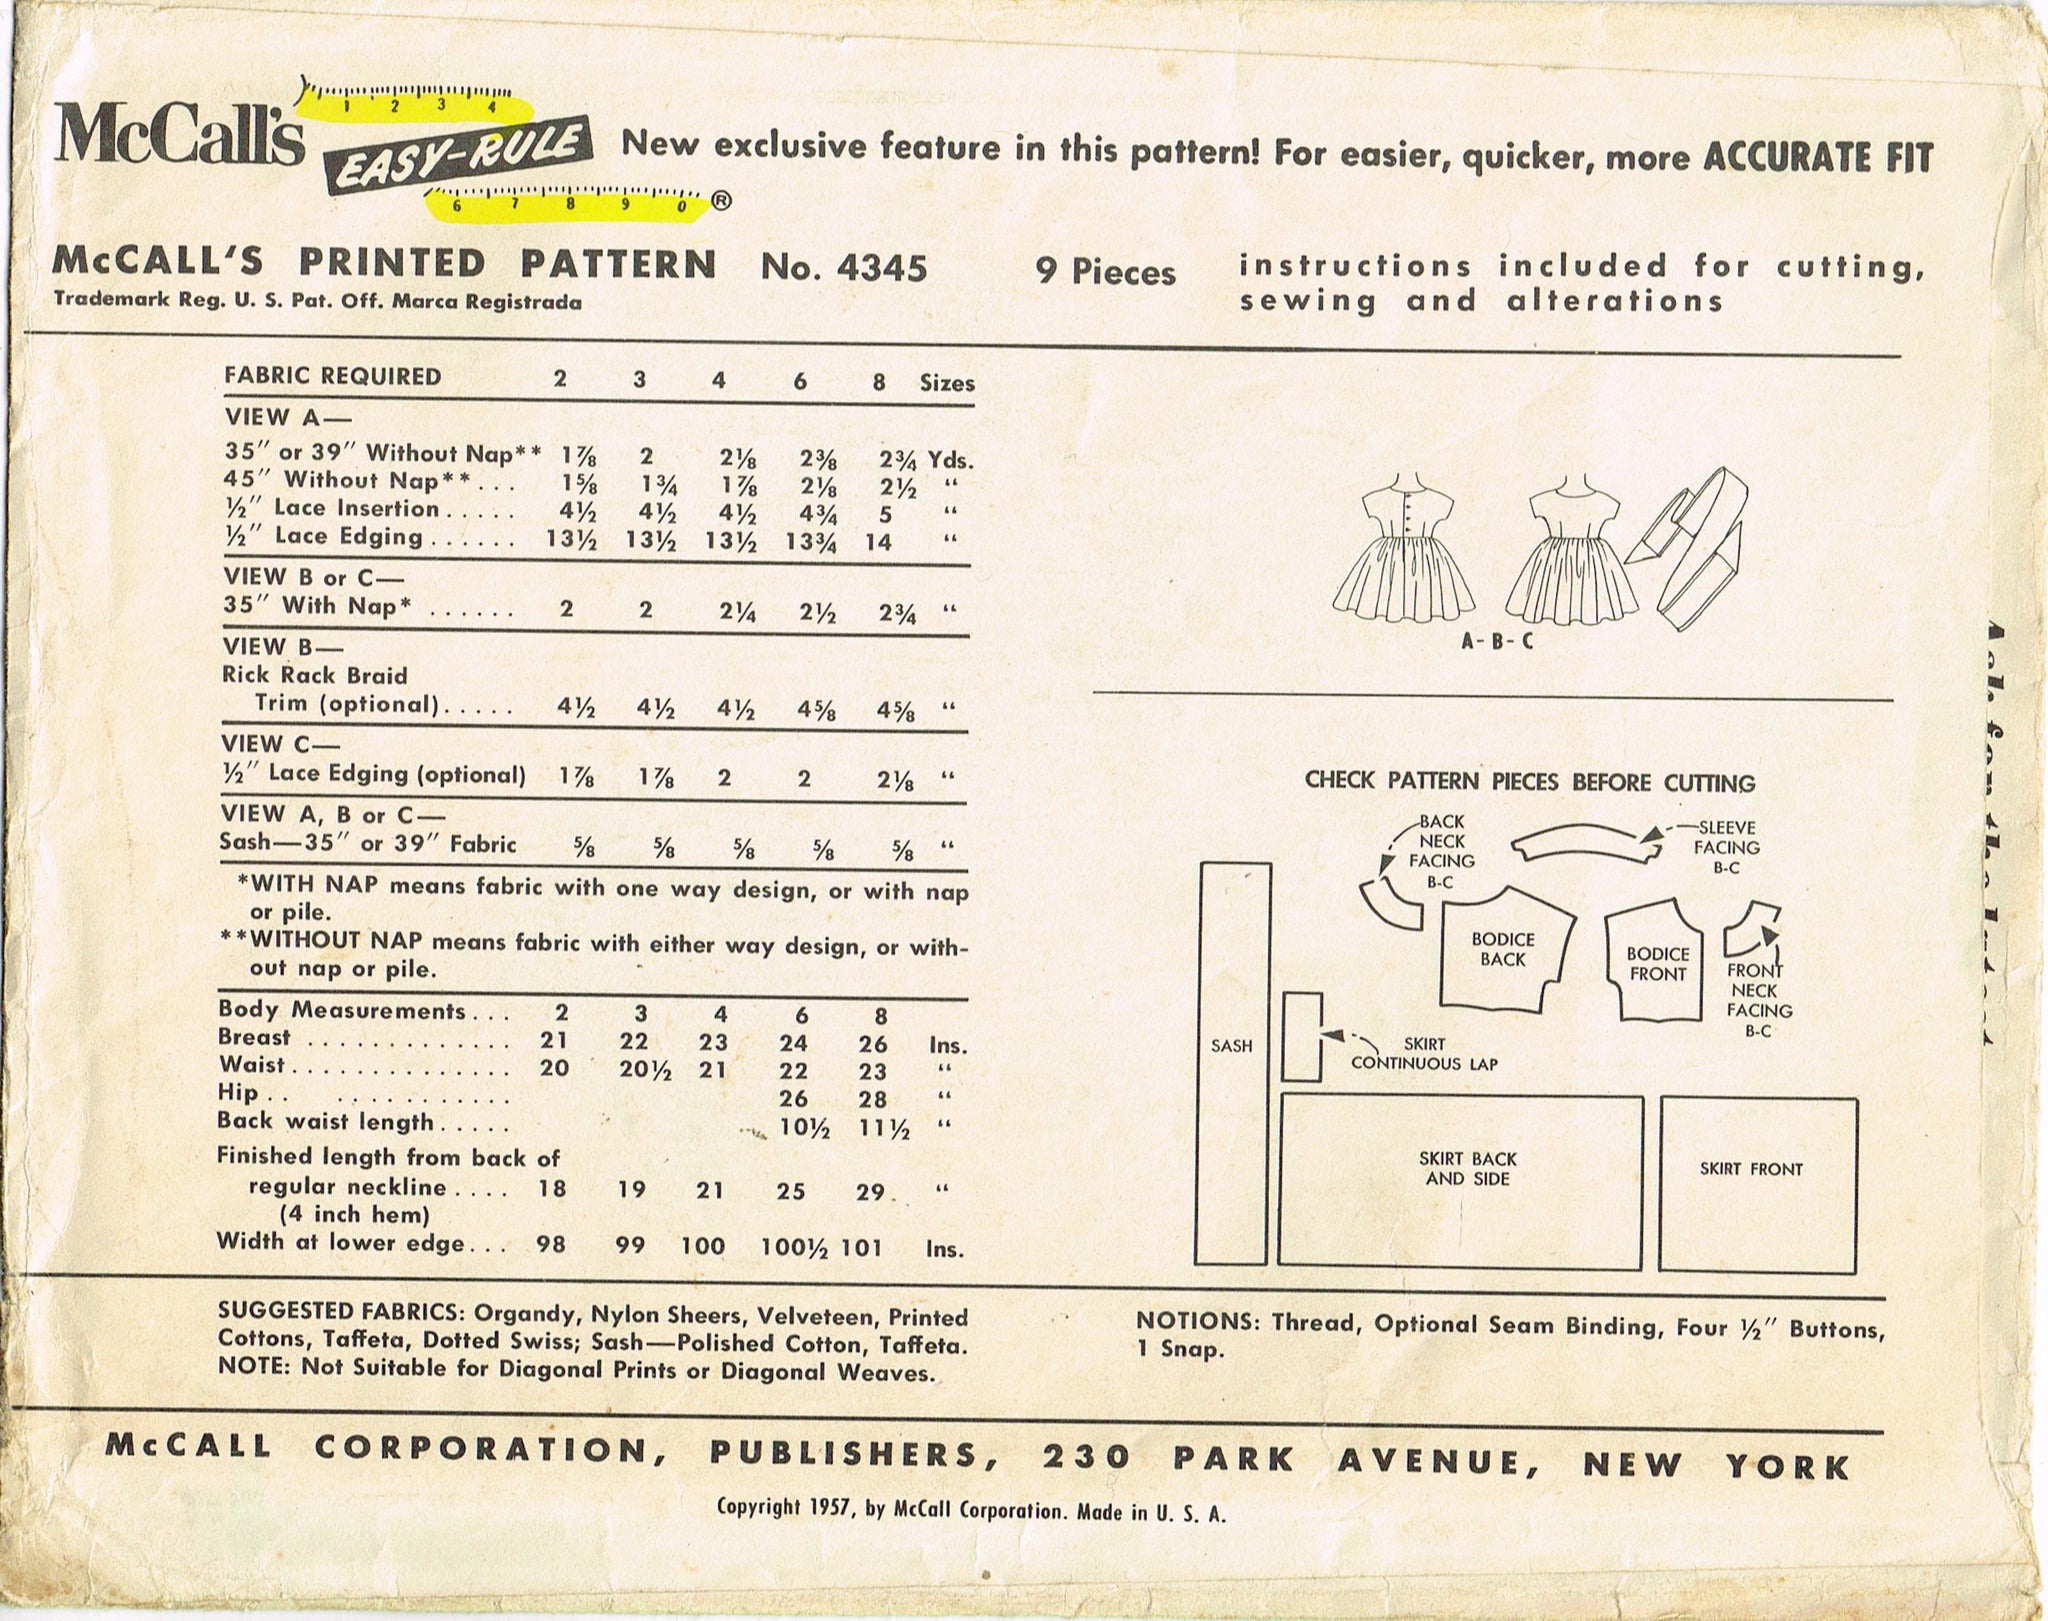 McCall's
1 2 3 4
EASY-RULE
6 7 8 9 0 ®
New exclusive feature in this pattern! For easier, quicker, more ACCURATE FIT
McCALL'S PRINTED PATTERN No. 4345
Trademark Reg. U. S. Pat. Off. Marca Registrada
9 Pieces
instructions included for cutting,
sewing and alterations
FABRIC REQUIRED 2 3 4 6 8 Sizes
VIEW A—
35" or 39" Without Nap** 1⅞ 2 2⅛ 2⅜ 2¾ Yds.
45" Without Nap**... 1⅝ 1¾ 1⅞ 2⅛ 2½ "
½" Lace Insertion..... 4½ 4½ 4½ 4¾ 5 "
½" Lace Edging...... 13½ 13½ 13½ 13¾ 14 "
VIEW B or C—
35" With Nap* ...... 2 2 2¼ 2½ 2¾ "
VIEW B—
Rick Rack Braid
Trim (optional)..... 4½ 4½ 4½ 4⅝ 4⅝ "
VIEW C—
½" Lace Edging (optional) 1⅞ 1⅞ 2 2 2⅛ "
VIEW A, B or C—
Sash—35" or 39" Fabric ⅝ ⅝ ⅝ ⅝ ⅝ "
*WITH NAP means fabric with one way design, or with nap
or pile.
**WITHOUT NAP means fabric with either way design, or with-
out nap or pile.
Body Measurements... 2 3 4 6 8
Breast ............. 21 22 23 24 26 Ins.
Waist.............. 20 20½ 21 22 23 "
Hip.. ........... 26 28 "
Back waist length..... 10½ 11½ "
Finished length from back of
regular neckline.... 18 19 21 25 29 "
(4 inch hem)
Width at lower edge... 98 99 100 100½ 101 Ins.
A-B-C
CHECK PATTERN PIECES BEFORE CUTTING
BACK
NECK
FACING
B-C
SLEEVE
FACING
B-C
BODICE
BACK
BODICE
FRONT
FRONT
NECK
FACING
B-C
SASH
SKIRT
CONTINUOUS LAP
SKIRT BACK
AND SIDE
SKIRT FRONT
SUGGESTED FABRICS: Organdy, Nylon Sheers, Velveteen, Printed
Cottons, Taffeta, Dotted Swiss; Sash—Polished Cotton, Taffeta.
NOTE: Not Suitable for Diagonal Prints or Diagonal Weaves.
NOTIONS: Thread, Optional Seam Binding, Four ½" Buttons,
1 Snap.
McCALL CORPORATION, PUBLISHERS, 230 PARK AVENUE, NEW YORK
Copyright 1957, by McCall Corporation. Made in U. S. A.